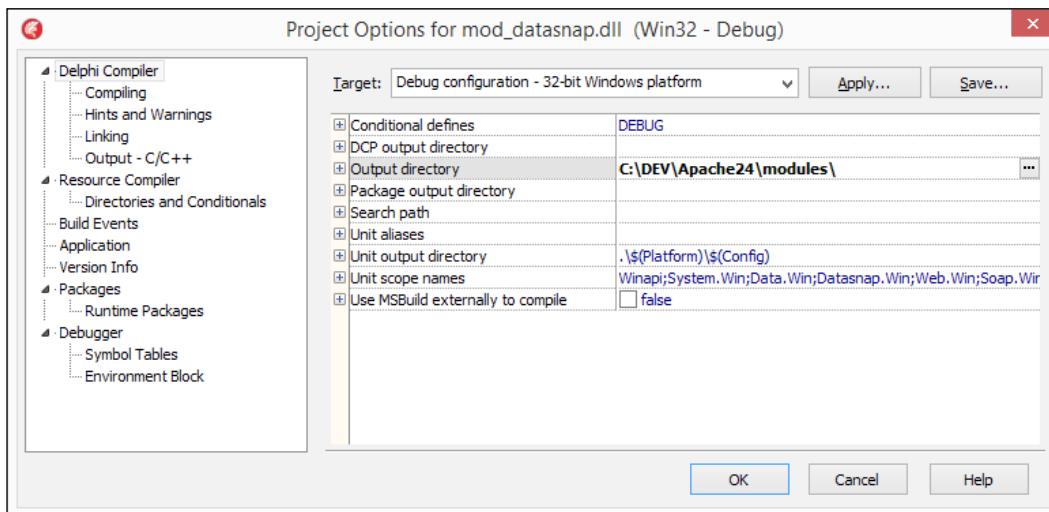 Project Options for mod_datasnap.dll (Win32 - Debug)
Delphi Compiler
Compiling
Hints and Warnings
Linking
Output - C/C++
Resource Compiler
Directories and Conditionals
Build Events
Application
Version Info
Packages
Runtime Packages
Debugger
Symbol Tables
Environment Block
Target: Debug configuration - 32-bit Windows platform Apply... Save...
Conditional defines DEBUG
DCP output directory
Output directory C:\DEV\Apache24\modules\ ...
Package output directory
Search path
Unit aliases
Unit output directory .\$(Platform)\$(Config)
Unit scope names Winapi;System.Win;Data.Win;Datasnap.Win;Web.Win;Soap.Wir
Use MSBuild externally to compile false
OK Cancel Help